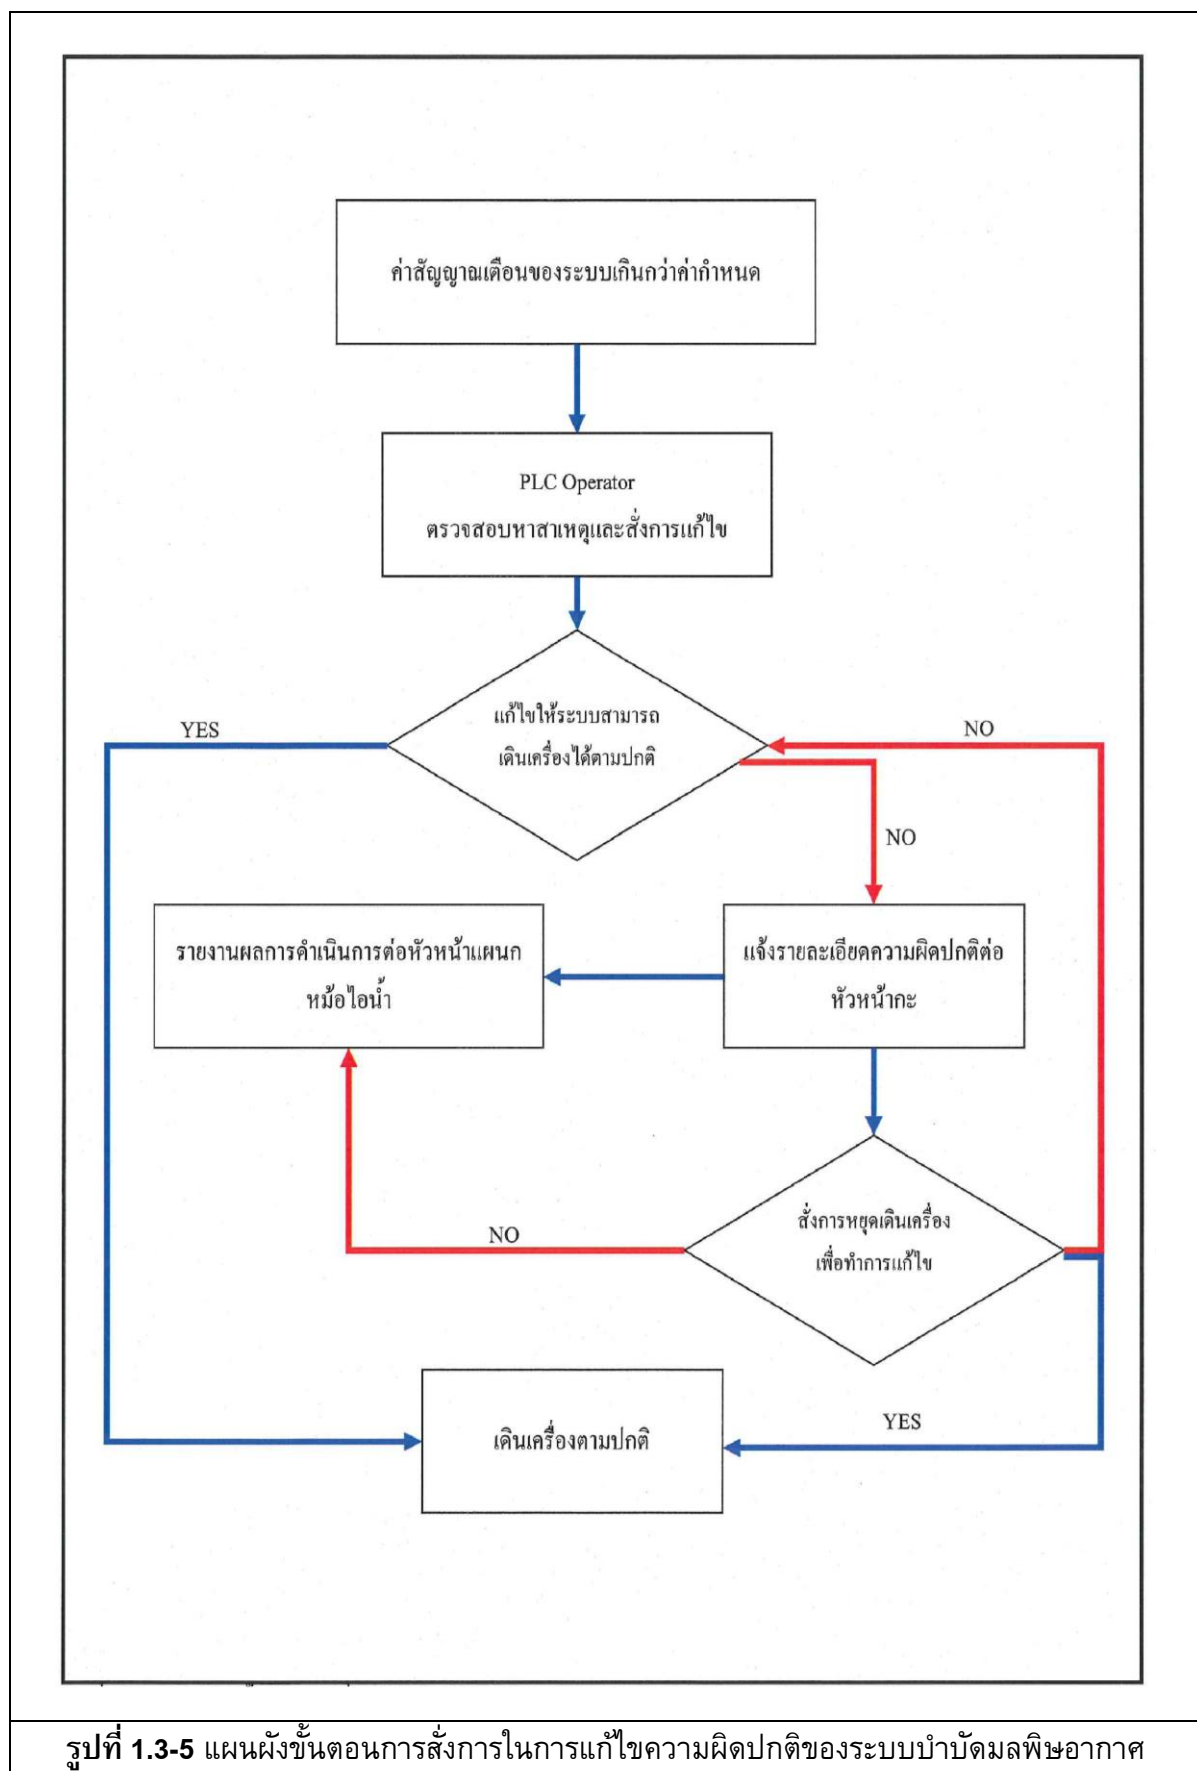 ค่าสัญญาณเตือนของระบบเกินกว่าค่ากำหนด
PLC Operator
ตรวจสอบหาสาเหตุและสั่งการแก้ไข
แก้ไขให้ระบบสามารถ
เดินเครื่องได้ตามปกติ
YES
NO
NO
รายงานผลการดำเนินการต่อหัวหน้าแผนก
หม้อไอน้ำ
แจ้งรายละเอียดความผิดปกติต่อ
หัวหน้ากะ
สั่งการหยุดเดินเครื่อง
เพื่อทำการแก้ไข
NO
YES
เดินเครื่องตามปกติ
รูปที่ 1.3-5 แผนผังขั้นตอนการสั่งการในการแก้ไขความผิดปกติของระบบบำบัดมลพิษอากาศ